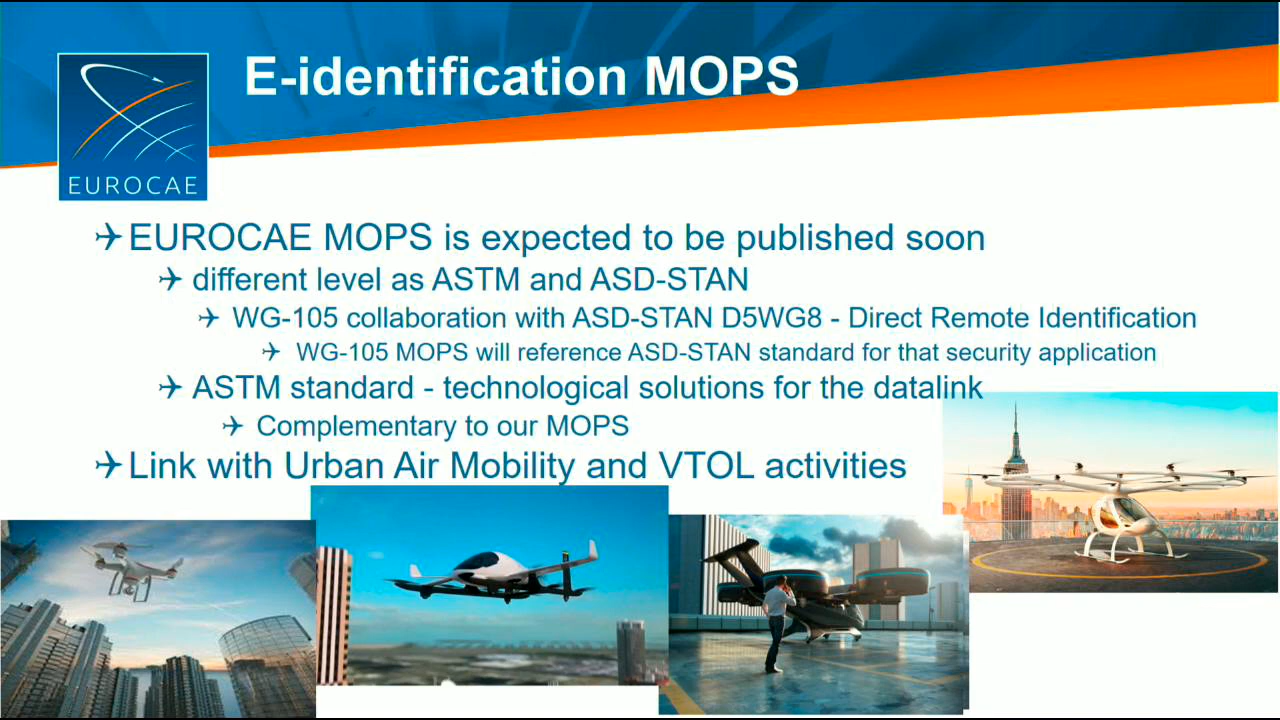 E-identification MOPS
EUROCAE
EUROCAE MOPS is expected to be published soon
different level as ASTM and ASD-STAN
WG-105 collaboration with ASD-STAN D5WG8 - Direct Remote Identification
WG-105 MOPS will reference ASD-STAN standard for that security application
ASTM standard - technological solutions for the datalink
Complementary to our MOPS
Link with Urban Air Mobility and VTOL activities